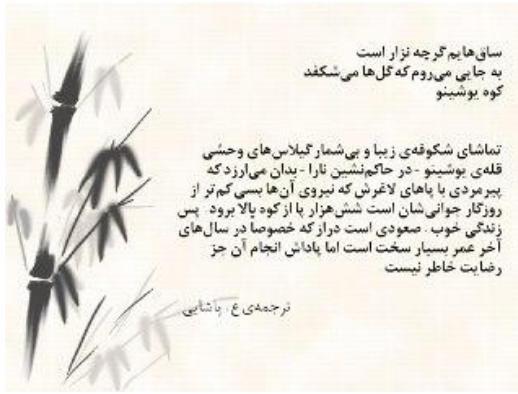 ساق‌هایم گرچه نزار است
به جایی می‌روم که گل‌ها می‌شکفد
کوه یوشینو
تماشای شکوفه‌ی زیبا و بی‌شمار گیلاس‌های وحشی
قله‌ی یوشینو - در حاکم‌نشین نارا - بدان می‌ارزد که
پیرمردی با پاهای لاغرش که نیروی آن‌ها بسی کم‌تر از
روزگار جوانی‌شان است شش‌هزار پا از کوه بالا برود . پس
زندگی خوب . صعودی است دراز که خصوصاً در سال‌های
آخر عمر بسیار سخت است اما پاداش انجام آن جز
رضایت خاطر نیست
ترجمه‌ی ع . پاشایی